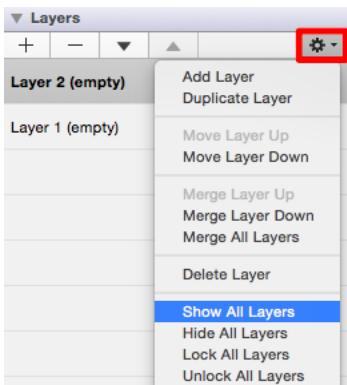 Layers
Layer 2 (empty)
Layer 1 (empty)
Add Layer
Duplicate Layer
Move Layer Up
Move Layer Down
Merge Layer Up
Merge Layer Down
Merge All Layers
Delete Layer
Show All Layers
Hide All Layers
Lock All Layers
Unlock All Layers